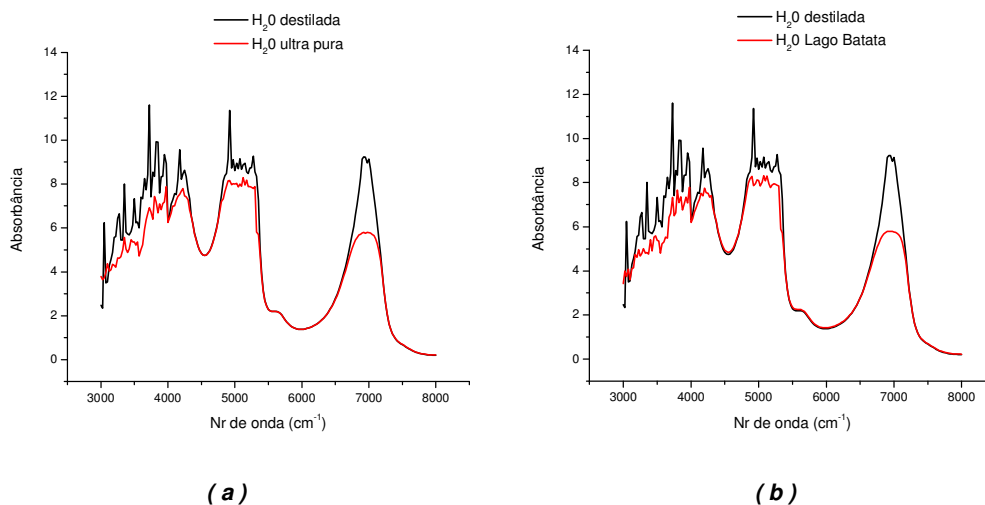 H₂0 destilada
H₂0 ultra pura
14
12
10
8
6
4
2
0
Absorbância
3000 4000 5000 6000 7000 8000
Nr de onda (cm⁻¹)
( a )
H₂0 destilada
H₂0 Lago Batata
14
12
10
8
6
4
2
0
Absorbância
3000 4000 5000 6000 7000 8000
Nr de onda (cm⁻¹)
( b )